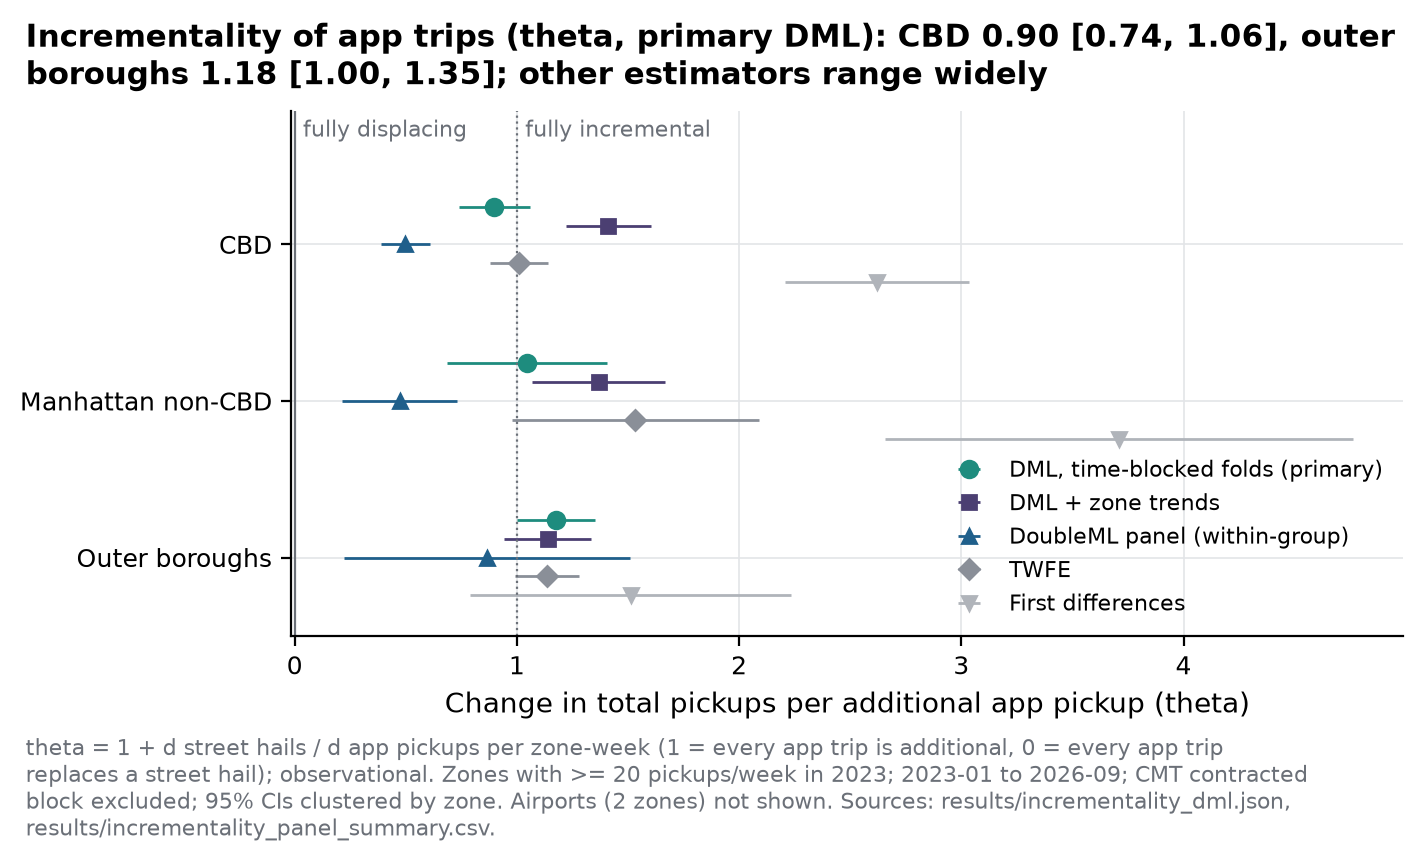 Incrementality of app trips (theta, primary DML): CBD 0.90 [0.74, 1.06], outer
boroughs 1.18 [1.00, 1.35]; other estimators range widely
fully displacing
fully incremental
CBD
Manhattan non-CBD
Outer boroughs
DML, time-blocked folds (primary)
DML + zone trends
DoubleML panel (within-group)
TWFE
First differences
0 1 2 3 4
Change in total pickups per additional app pickup (theta)
theta = 1 + d street hails / d app pickups per zone-week (1 = every app trip is additional, 0 = every app trip
replaces a street hail); observational. Zones with >= 20 pickups/week in 2023; 2023-01 to 2026-09; CMT contracted
block excluded; 95% CIs clustered by zone. Airports (2 zones) not shown. Sources: results/incrementality_dml.json,
results/incrementality_panel_summary.csv.